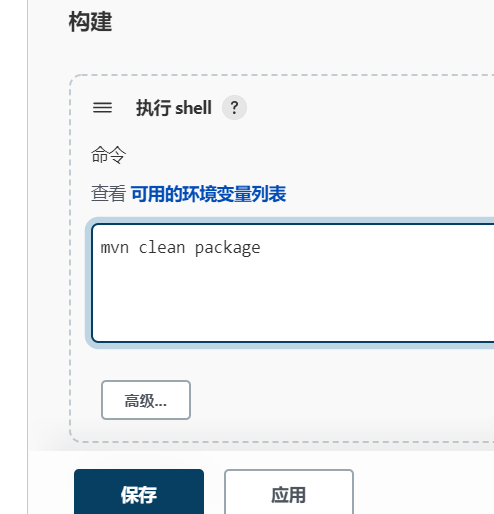 构建
执行 shell ?
命令
查看 可用的环境变量列表
mvn clean package
高级...
保存 应用